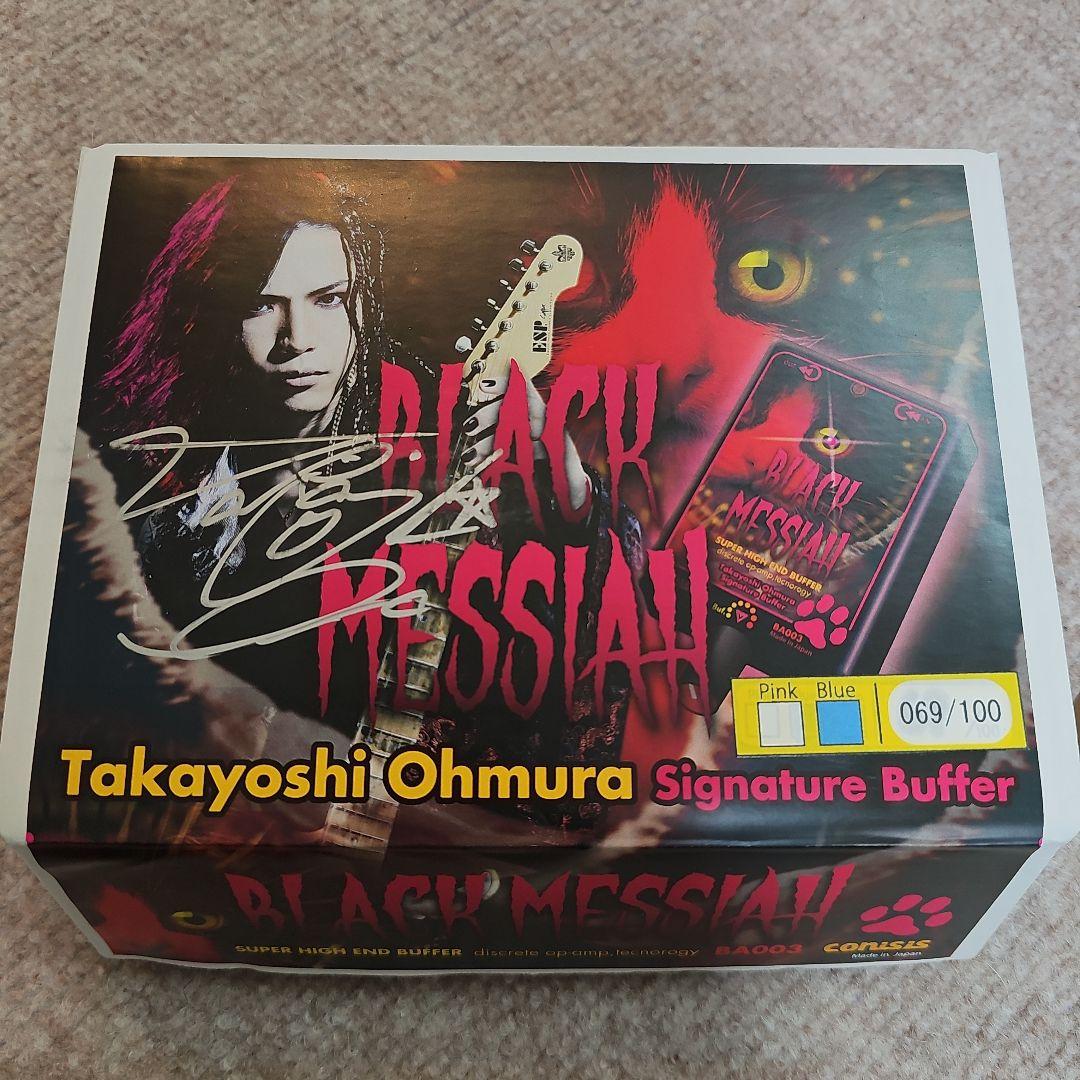 ESP
BLACK
MESSIAH
BLACK
MESSIAH
SUPER HIGH END BUFFER
discrete op-amp,tecnorogy
Takayoshi Ohmura
Signature Buffer
Buf.
BA003
Made in Japan
Pink Blue
069/100
Takayoshi Ohmura Signature Buffer
BLACK MESSIAH
SUPER HIGH END BUFFER discrete op-amp,tecnorogy BA003 conisis
Made in Japan